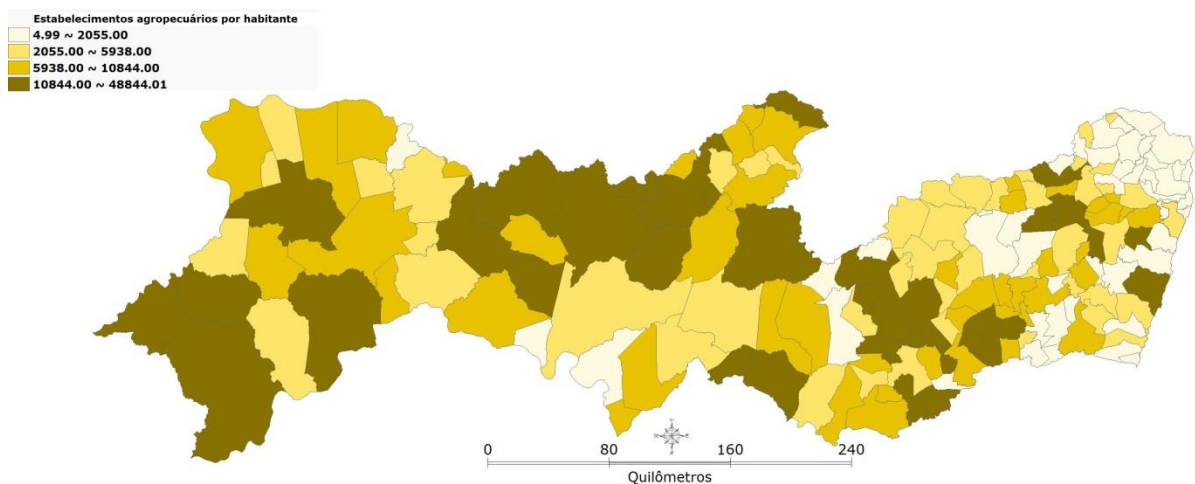 Estabelecimentos agropecuários por habitante
4.99 ~ 2055.00
2055.00 ~ 5938.00
5938.00 ~ 10844.00
10844.00 ~ 48844.01
0 80 160 240
Quilômetros